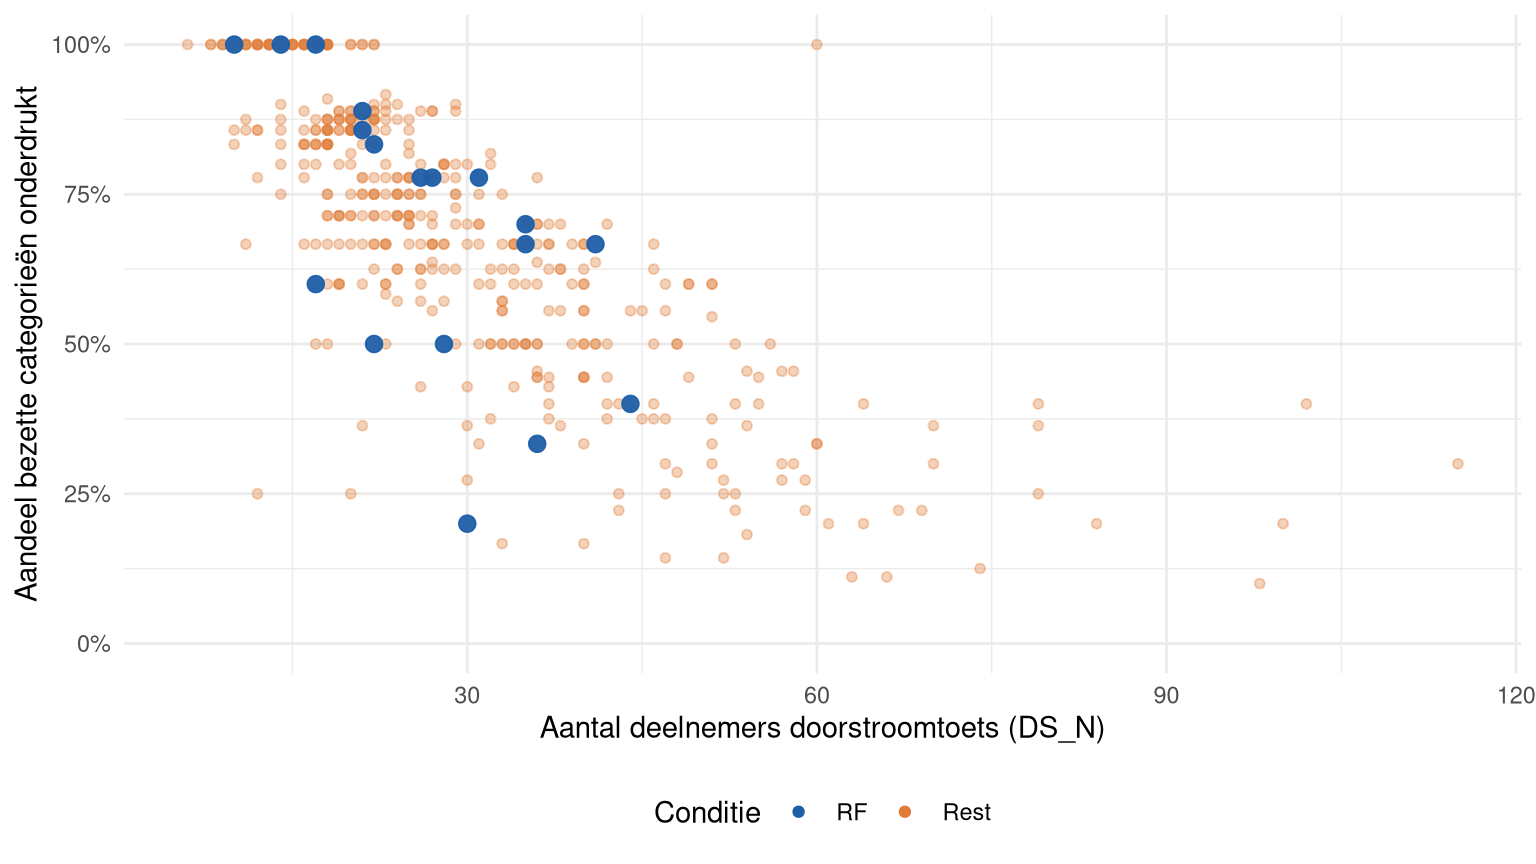 Aandeel bezette categorieën onderdrukt
100%
75%
50%
25%
0%
30 60 90 120
Aantal deelnemers doorstroomtoets (DS_N)
Conditie RF Rest